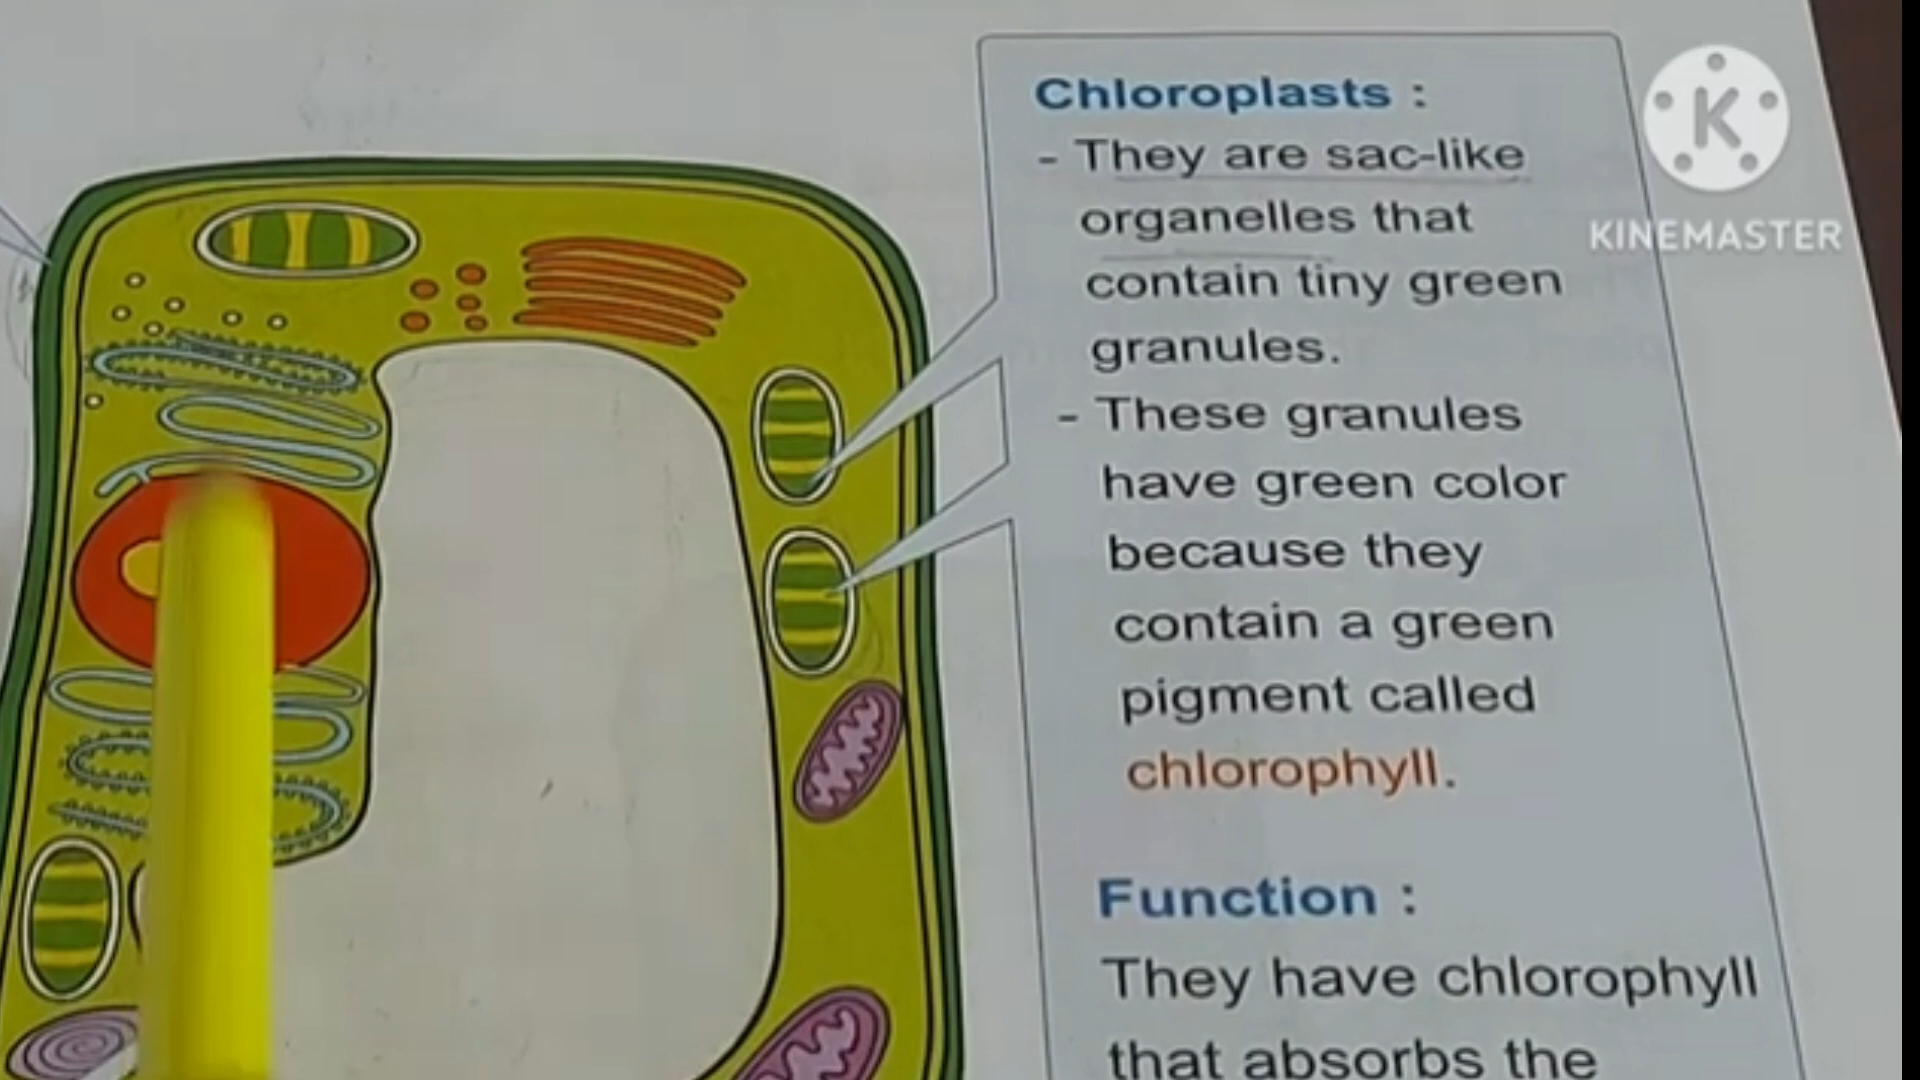 Chloroplasts :
- They are sac-like
organelles that
contain tiny green
granules.
- These granules
have green color
because they
contain a green
pigment called
chlorophyll.
Function :
They have chlorophyll
that absorbs the
K
KINEMASTER